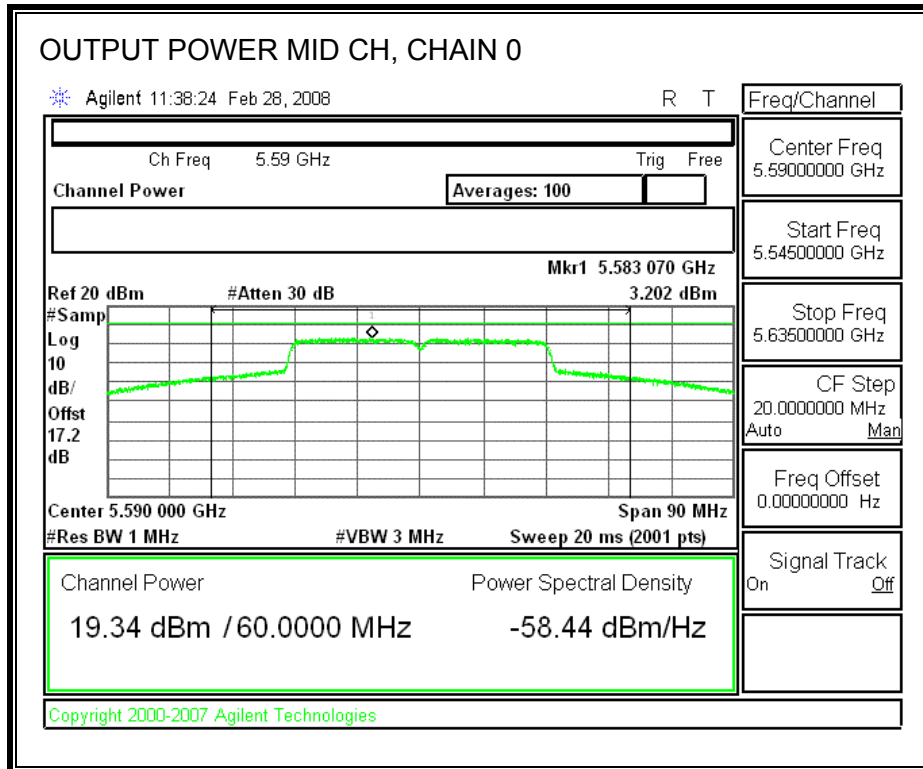 OUTPUT POWER MID CH, CHAIN 0
Agilent 11:38:24 Feb 28, 2008 R T
Ch Freq 5.59 GHz Trig Free
Channel Power Averages: 100
Mkr1 5.583 070 GHz
Ref 20 dBm #Atten 30 dB 3.202 dBm
#Samp
Log
10
dB/
Offst
17.2
dB
1
Center 5.590 000 GHz Span 90 MHz
#Res BW 1 MHz #VBW 3 MHz Sweep 20 ms (2001 pts)
Channel Power Power Spectral Density
19.34 dBm / 60.0000 MHz -58.44 dBm/Hz
Copyright 2000-2007 Agilent Technologies
Freq/Channel
Center Freq
5.59000000 GHz
Start Freq
5.54500000 GHz
Stop Freq
5.63500000 GHz
CF Step
20.0000000 MHz
Auto Man
Freq Offset
0.00000000 Hz
Signal Track
On Off